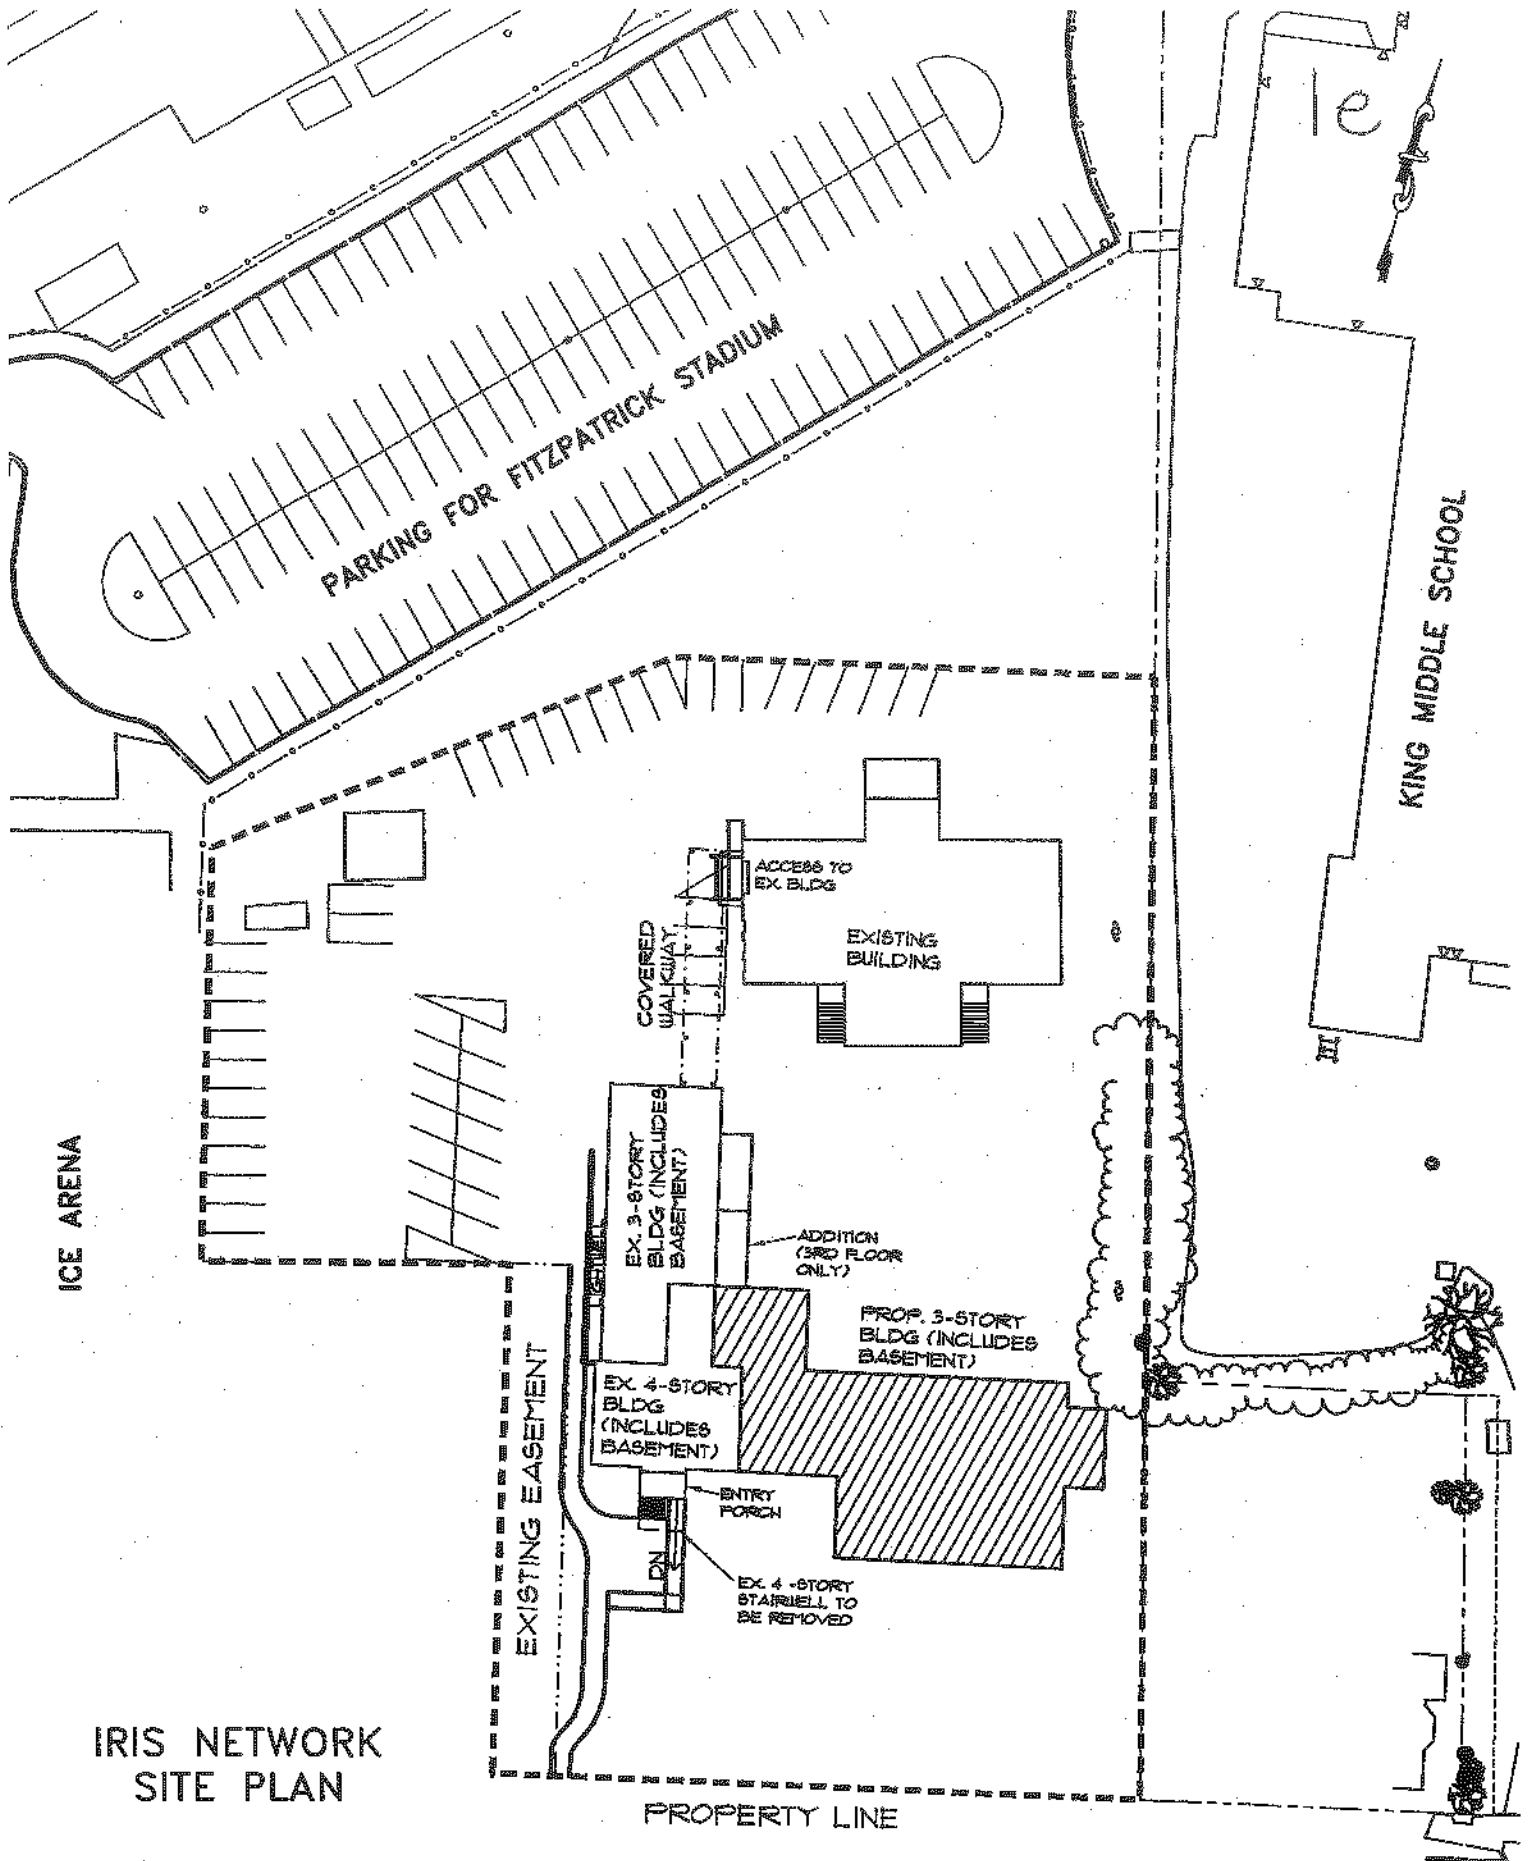 1e
PARKING FOR FITZPATRICK STADIUM
KING MIDDLE SCHOOL
ACCESS TO
EX. BLDG
COVERED
WALKWAY
EXISTING
BUILDING
ICE ARENA
EX. 3-STORY
BLDG (INCLUDES
BASEMENT)
LIGHTWELL
ADDITION
(3RD FLOOR
ONLY)
PROP. 3-STORY
BLDG (INCLUDES
BASEMENT)
EX. 4-STORY
BLDG
(INCLUDES
BASEMENT)
EXISTING EASEMENT
ENTRY
PORCH
DN
EX. 4 -STORY
STAIRWELL TO
BE REMOVED
IRIS NETWORK
SITE PLAN
PROPERTY LINE